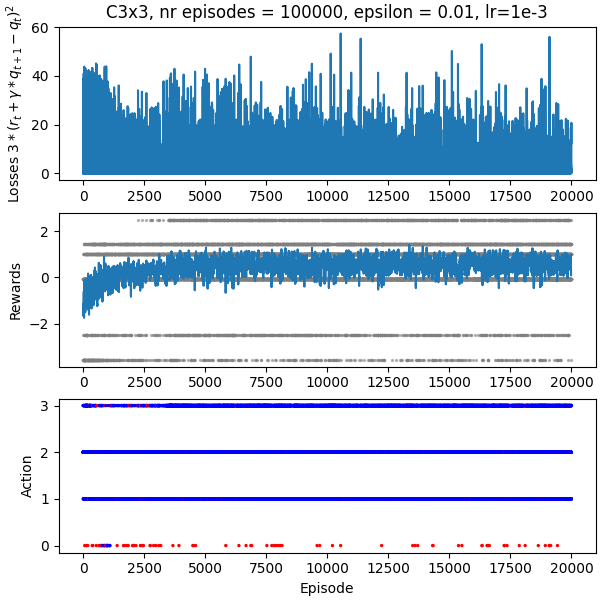 C3x3, nr episodes = 100000, epsilon = 0.01, lr=1e-3
Losses 3 * (r_t + γ * q_{t+1} − q_t)^2
60
40
20
0
0 2500 5000 7500 10000 12500 15000 17500 20000
Rewards
2
0
−2
0 2500 5000 7500 10000 12500 15000 17500 20000
Action
3
2
1
0
0 2500 5000 7500 10000 12500 15000 17500 20000
Episode